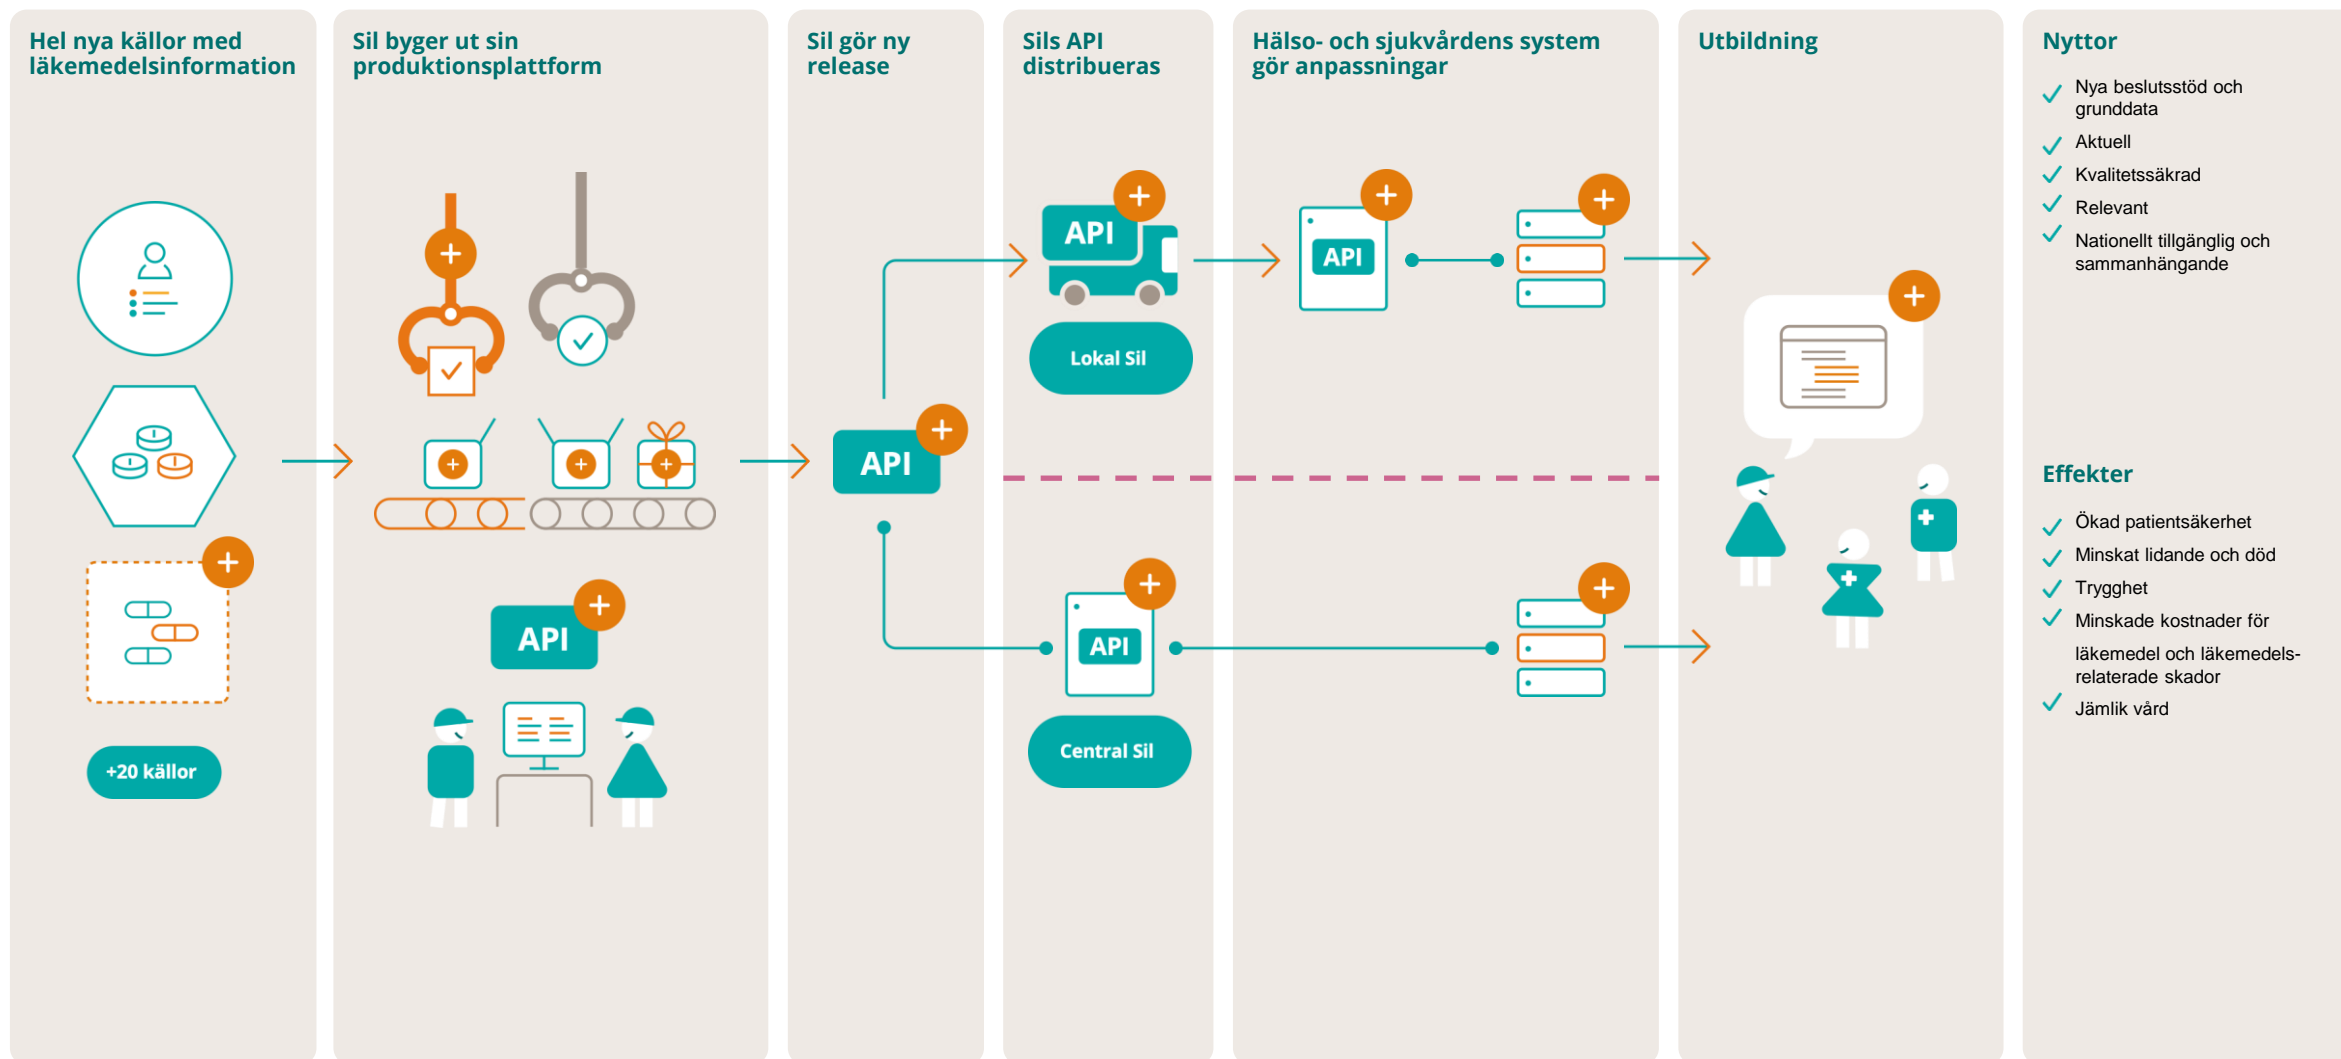 Hel nya källor med
läkemedelsinformation
+20 källor
Sil byger ut sin
produktionsplattform
API
Sil gör ny
release
API
Sils API
distribueras
API
Lokal Sil
API
Central Sil
Hälso- och sjukvårdens system
gör anpassningar
API
Utbildning
Nyttor
Nya beslutsstöd och
grunddata
Aktuell
Kvalitetssäkrad
Relevant
Nationellt tillgänglig och
sammanhängande
Effekter
Ökad patientsäkerhet
Minskat lidande och död
Trygghet
Minskade kostnader för
läkemedel och läkemedels-
relaterade skador
Jämlik vård